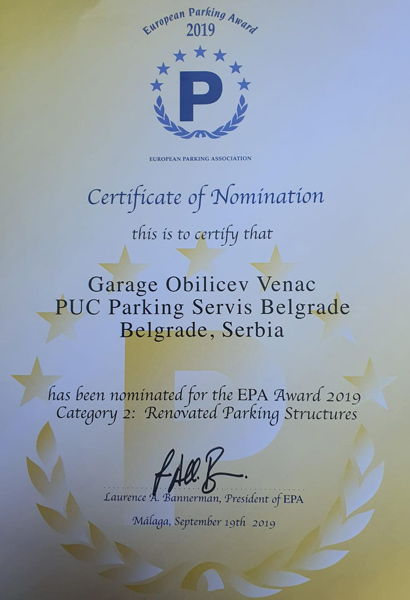 European Parking Award
2019
P
EUROPEAN PARKING ASSOCIATION
Certificate of Nomination
this is to certify that
Garage Obilicev Venac
PUC Parking Servis Belgrade
Belgrade, Serbia
has been nominated for the EPA Award 2019
Category 2: Renovated Parking Structures
Laurence A. Bannerman, President of EPA
Málaga, September 19th 2019